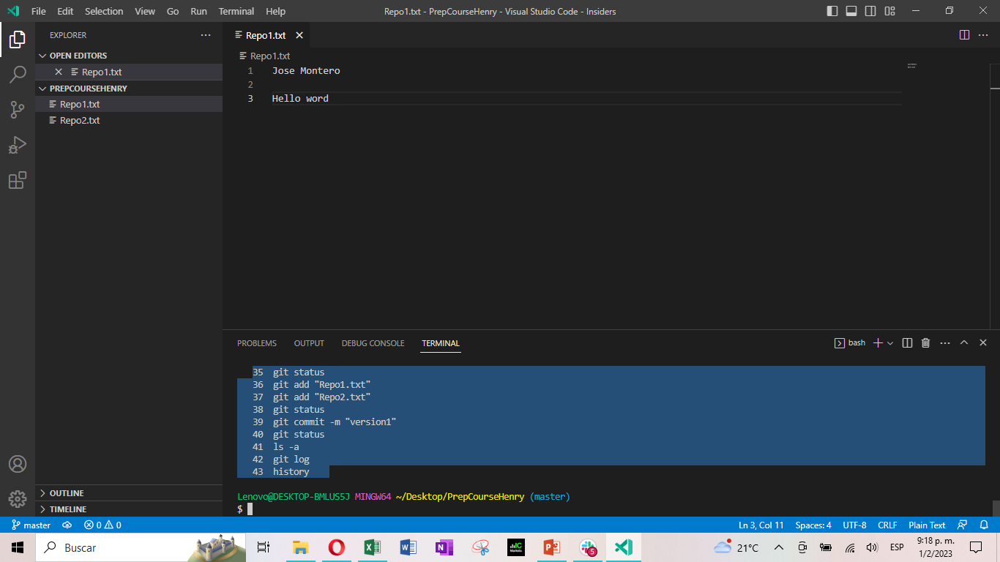 File Edit Selection View Go Run Terminal Help Repo1.txt - PrepCourseHenry - Visual Studio Code - Insiders
EXPLORER
OPEN EDITORS
Repo1.txt
PREPCOURSEHENRY
Repo1.txt
Repo2.txt
OUTLINE
TIMELINE
Repo1.txt
Repo1.txt
1 Jose Montero
2
3 Hello word
PROBLEMS OUTPUT DEBUG CONSOLE TERMINAL bash
35 git status
36 git add "Repo1.txt"
37 git add "Repo2.txt"
38 git status
39 git commit -m "version1"
40 git status
41 ls -a
42 git log
43 history
Lenovo@DESKTOP-BMLUS5J MINGW64 ~/Desktop/PrepCourseHenry (master)
$
master 0 0 Ln 3, Col 11 Spaces: 4 UTF-8 CRLF Plain Text
Buscar 21°C ESP 9:18 p. m.
1/2/2023